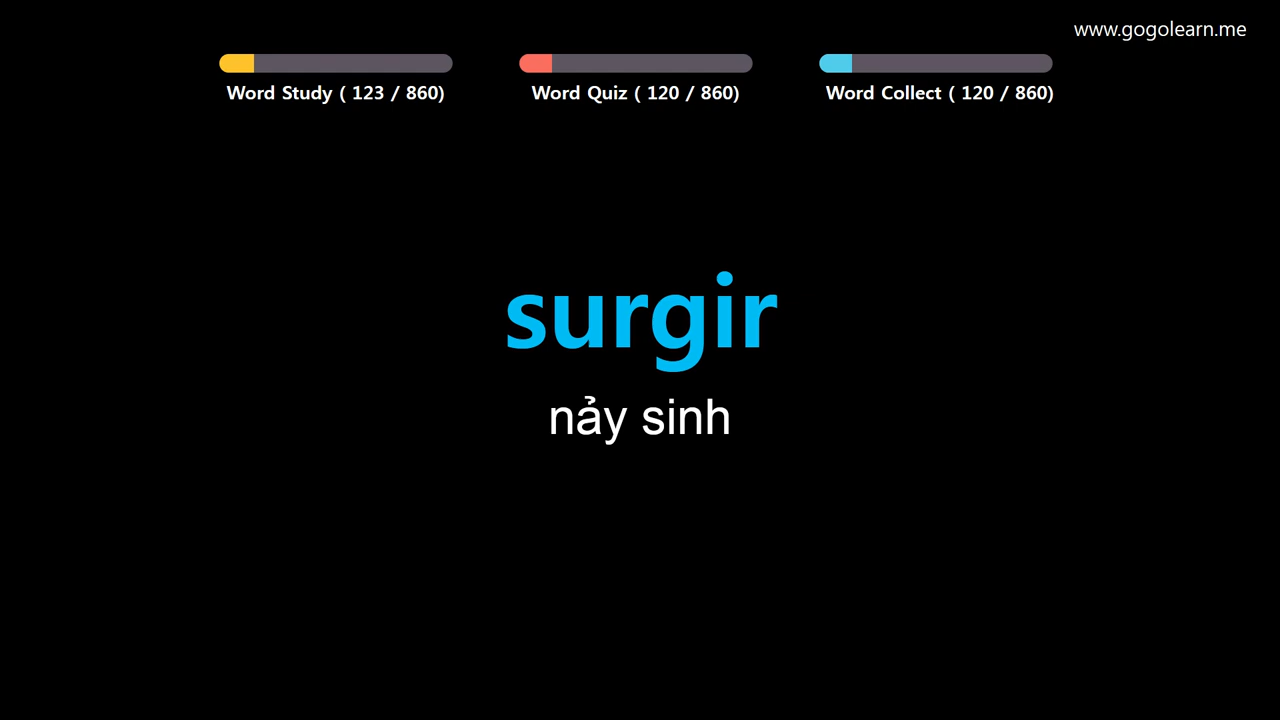 www.gogolearn.me
Word Study ( 123 / 860)
Word Quiz ( 120 / 860)
Word Collect ( 120 / 860)
surgir
nảy sinh